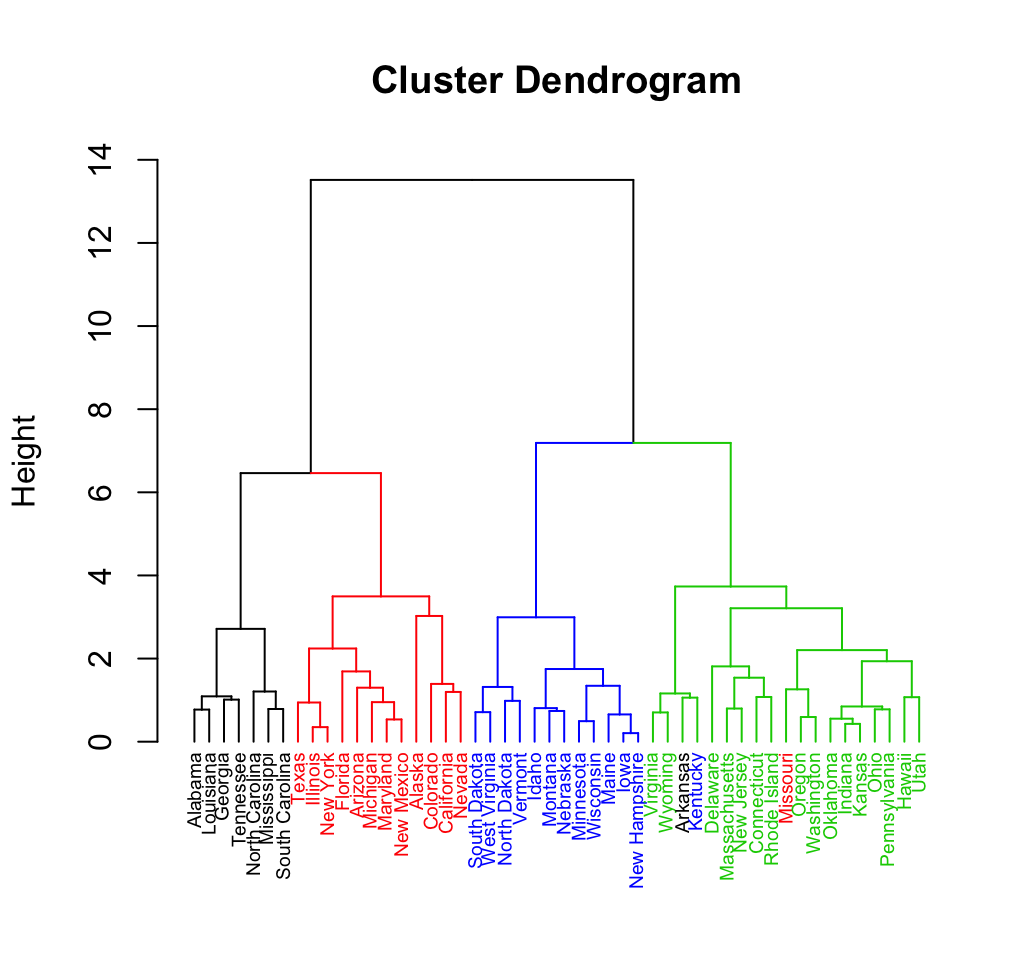 Cluster Dendrogram
Height
14
12
10
8
6
4
2
0
Alabama
Louisiana
Georgia
Tennessee
North Carolina
Mississippi
South Carolina
Texas
Illinois
New York
Florida
Arizona
Michigan
Maryland
New Mexico
Alaska
Colorado
California
Nevada
South Dakota
West Virginia
North Dakota
Vermont
Idaho
Montana
Nebraska
Minnesota
Wisconsin
Maine
Iowa
New Hampshire
Virginia
Wyoming
Arkansas
Kentucky
Delaware
Massachusetts
New Jersey
Connecticut
Rhode Island
Missouri
Oregon
Washington
Oklahoma
Indiana
Kansas
Ohio
Pennsylvania
Hawaii
Utah